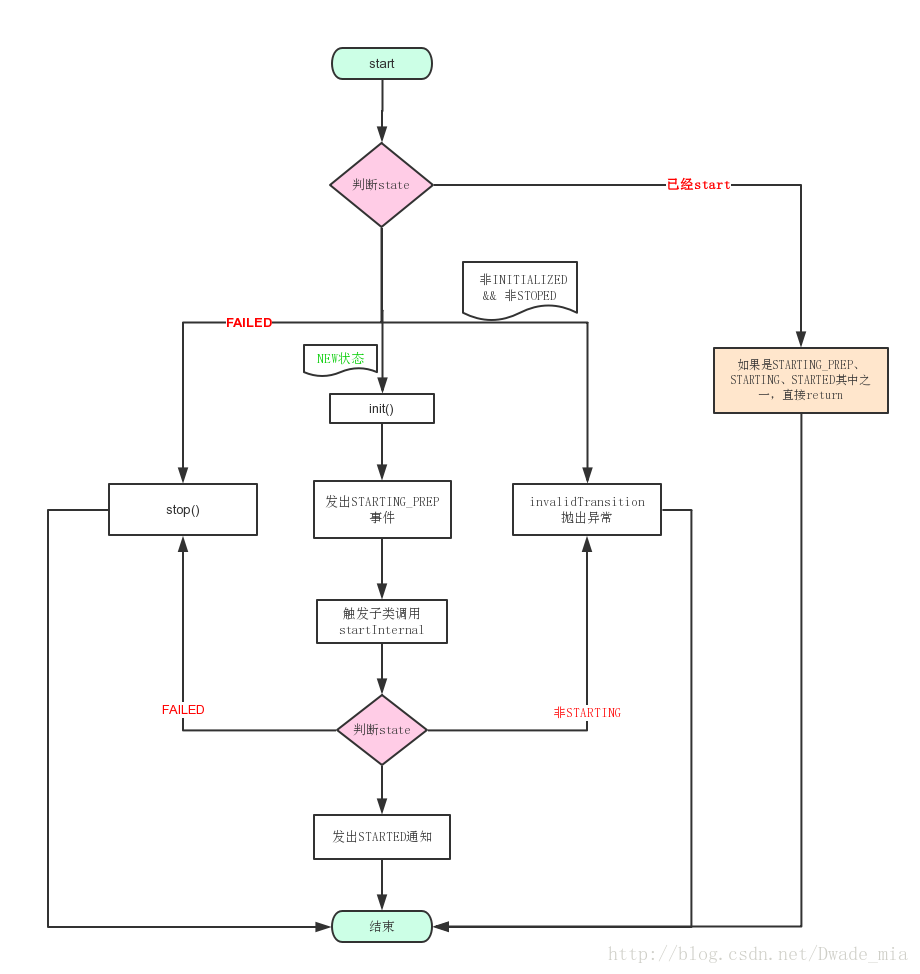 start
判断state
已经start
非INITIALIZED
&& 非STOPED
FAILED
NEW状态
如果是STARTING_PREP、
STARTING、STARTED其中之
一，直接return
init()
stop()
发出STARTING_PREP
事件
invalidTransition
抛出异常
触发子类调用
startInternal
FAILED
判断state
非STARTING
发出STARTED通知
结束
http://blog.csdn.net/Dwade_mia